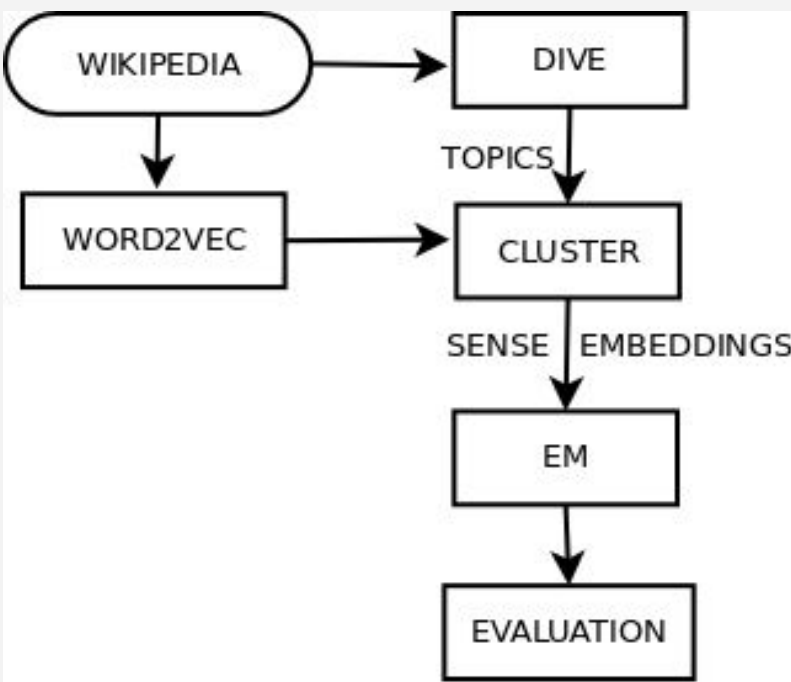 WIKIPEDIA
DIVE
TOPICS
WORD2VEC
CLUSTER
SENSE EMBEDDINGS
EM
EVALUATION